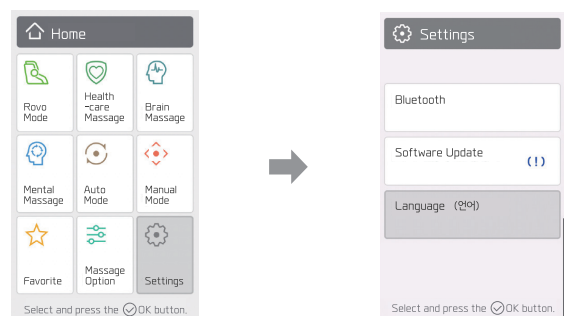 Home
Rovo
Mode
Health
-care
Massage
Brain
Massage
Mental
Massage
Auto
Mode
Manual
Mode
Favorite
Massage
Option
Settings
Select and press the OK button.
Settings
Bluetooth
Software Update
(!)
Language (언어)
Select and press the OK button.